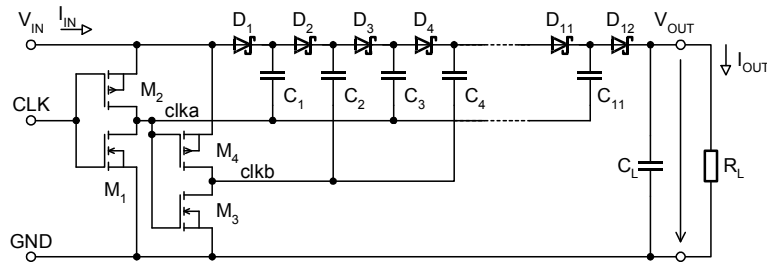 V_IN I_IN D_1 D_2 D_3 D_4 D_11 D_12 V_OUT
I_OUT
M_2 C_1 C_2 C_3 C_4 C_11
CLK clka
M_4
M_1 clkb C_L R_L
M_3
GND